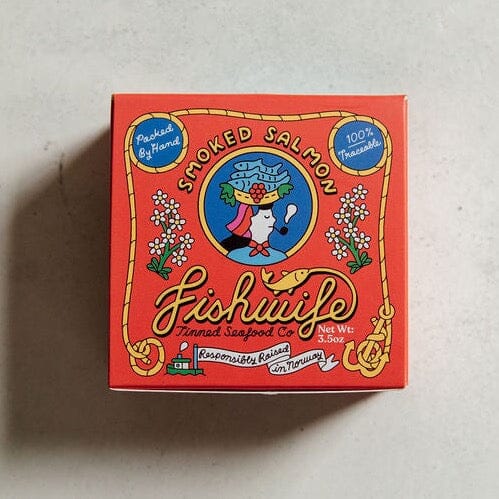 Packed
By Hand
100%
Traceable
SMOKED SALMON
Fishwife
Tinned Seafood Co
Net Wt:
3.5oz
Responsibly Raised
in Norway